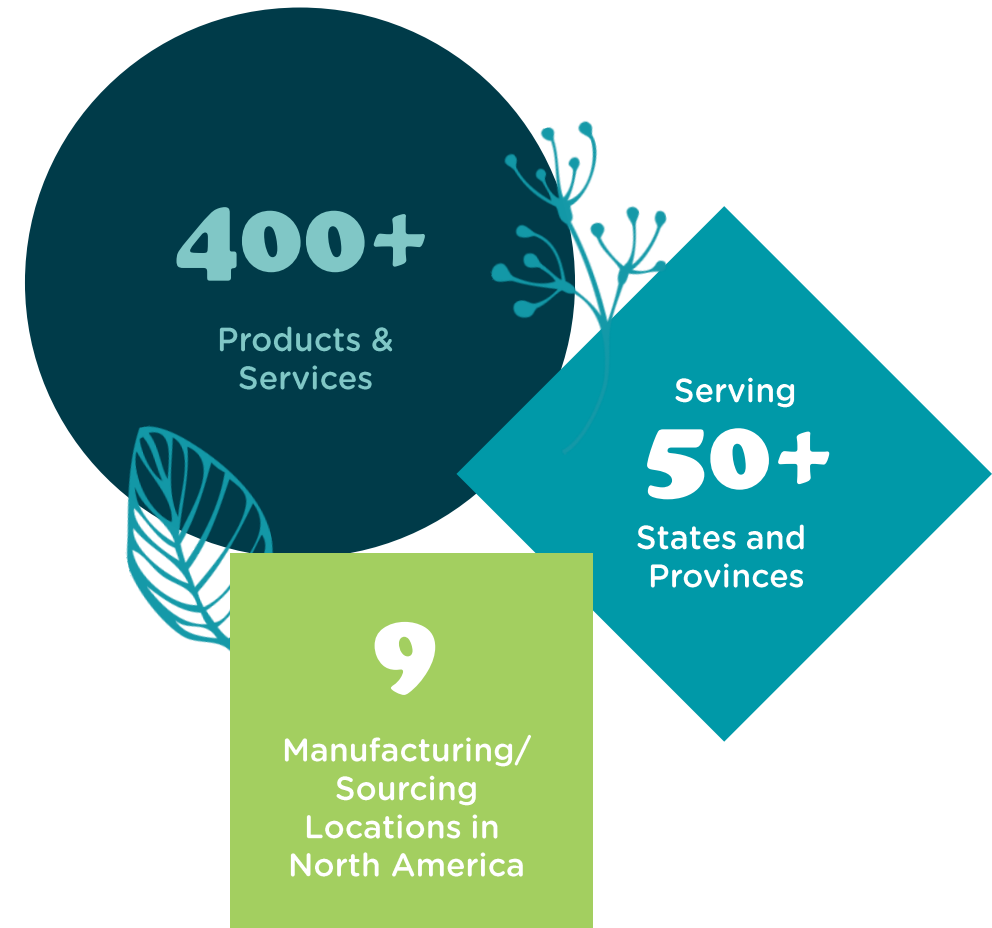 400+
Products &
Services
Serving
50+
States and
Provinces
9
Manufacturing/
Sourcing
Locations in
North America